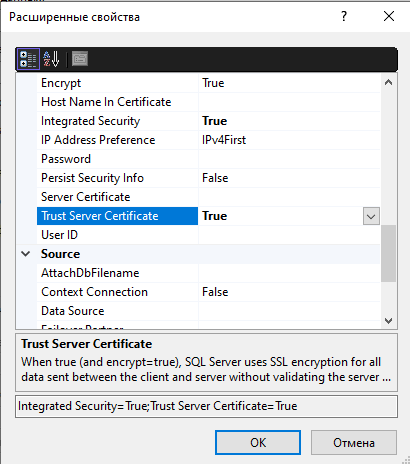 Расширенные свойства
Encrypt True
Host Name In Certificate
Integrated Security True
IP Address Preference IPv4First
Password
Persist Security Info False
Server Certificate
Trust Server Certificate True
User ID
Source
AttachDbFilename
Context Connection False
Data Source
Failover Partner
Trust Server Certificate
When true (and encrypt=true), SQL Server uses SSL encryption for all
data sent between the client and server without validating the server ...
Integrated Security=True;Trust Server Certificate=True
OK
Отмена